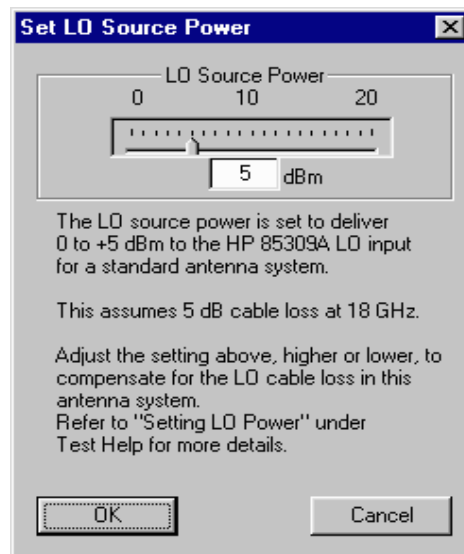 Set LO Source Power
LO Source Power
0 10 20
5 dBm
The LO source power is set to deliver
0 to +5 dBm to the HP 85309A LO input
for a standard antenna system.
This assumes 5 dB cable loss at 18 GHz.
Adjust the setting above, higher or lower, to
compensate for the LO cable loss in this
antenna system.
Refer to "Setting LO Power" under
Test Help for more details.
OK Cancel